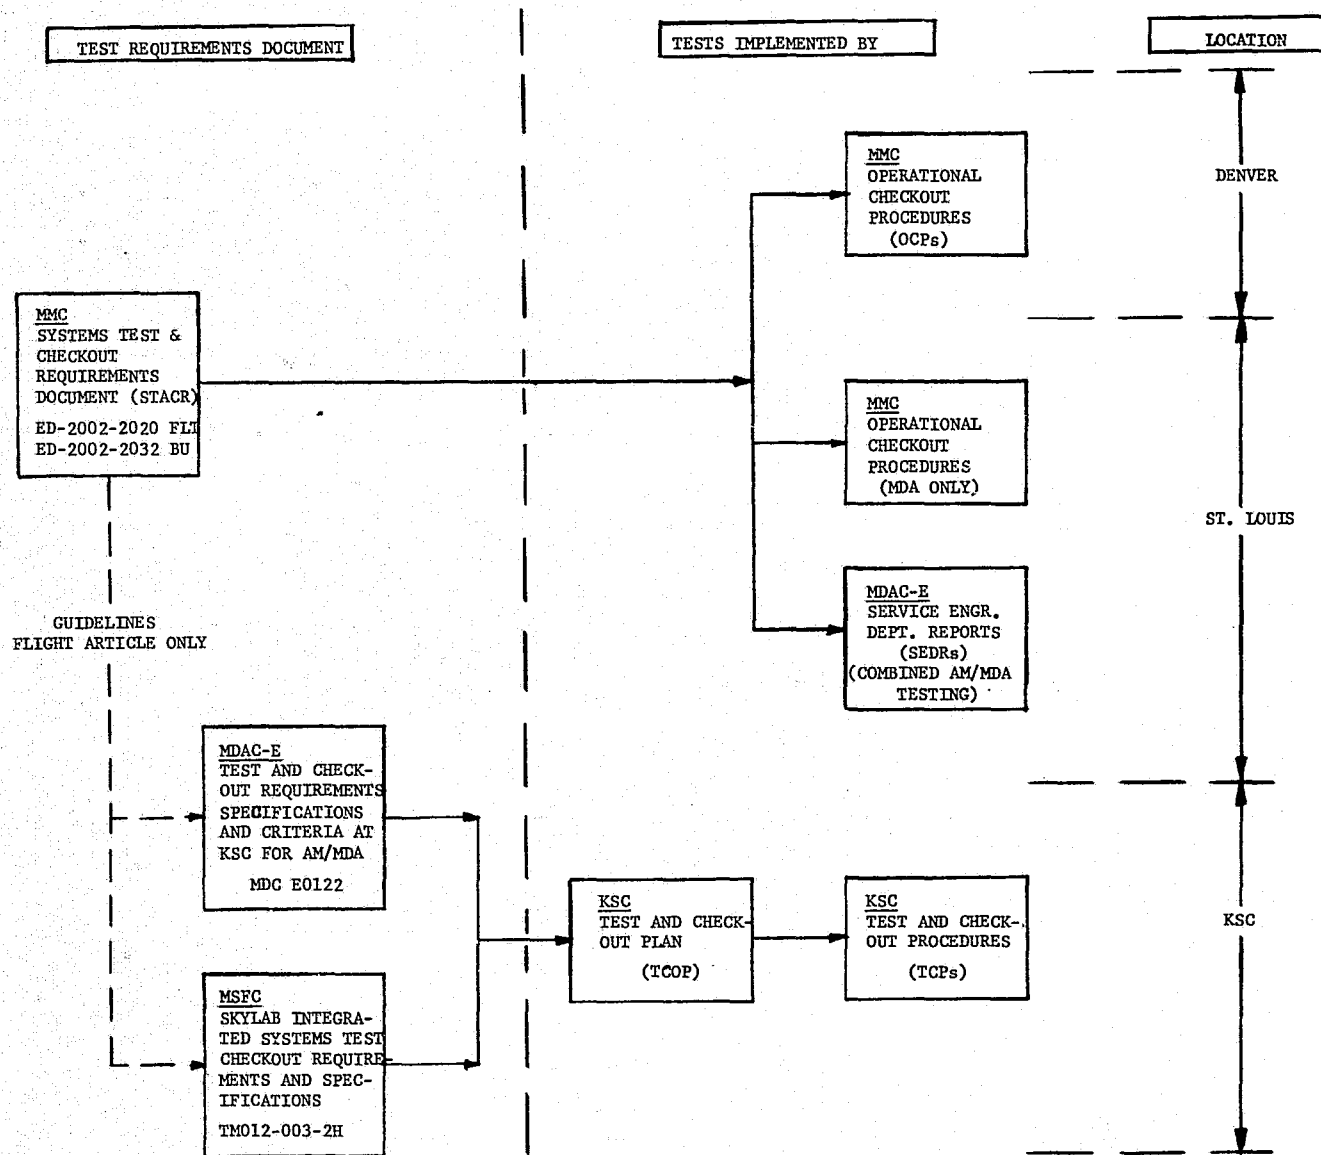 TEST REQUIREMENTS DOCUMENT
TESTS IMPLEMENTED BY
LOCATION
MMC
OPERATIONAL
CHECKOUT
PROCEDURES
(OCPs)
DENVER
MMC
SYSTEMS TEST &
CHECKOUT
REQUIREMENTS
DOCUMENT (STACR)
ED-2002-2020 FLT
ED-2002-2032 BU
MMC
OPERATIONAL
CHECKOUT
PROCEDURES
(MDA ONLY)
ST. LOUIS
MDAC-E
SERVICE ENGR.
DEPT. REPORTS
(SEDRs)
(COMBINED AM/MDA
TESTING)
GUIDELINES
FLIGHT ARTICLE ONLY
MDAC-E
TEST AND CHECK-
OUT REQUIREMENTS
SPECIFICATIONS
AND CRITERIA AT
KSC FOR AM/MDA
MDC E0122
KSC
TEST AND CHECK-
OUT PLAN
(TCOP)
KSC
TEST AND CHECK-
OUT PROCEDURES
(TCPs)
KSC
MSFC
SKYLAB INTEGRA-
TED SYSTEMS TEST
CHECKOUT REQUIRE-
MENTS AND SPEC-
IFICATIONS
TM012-003-2H